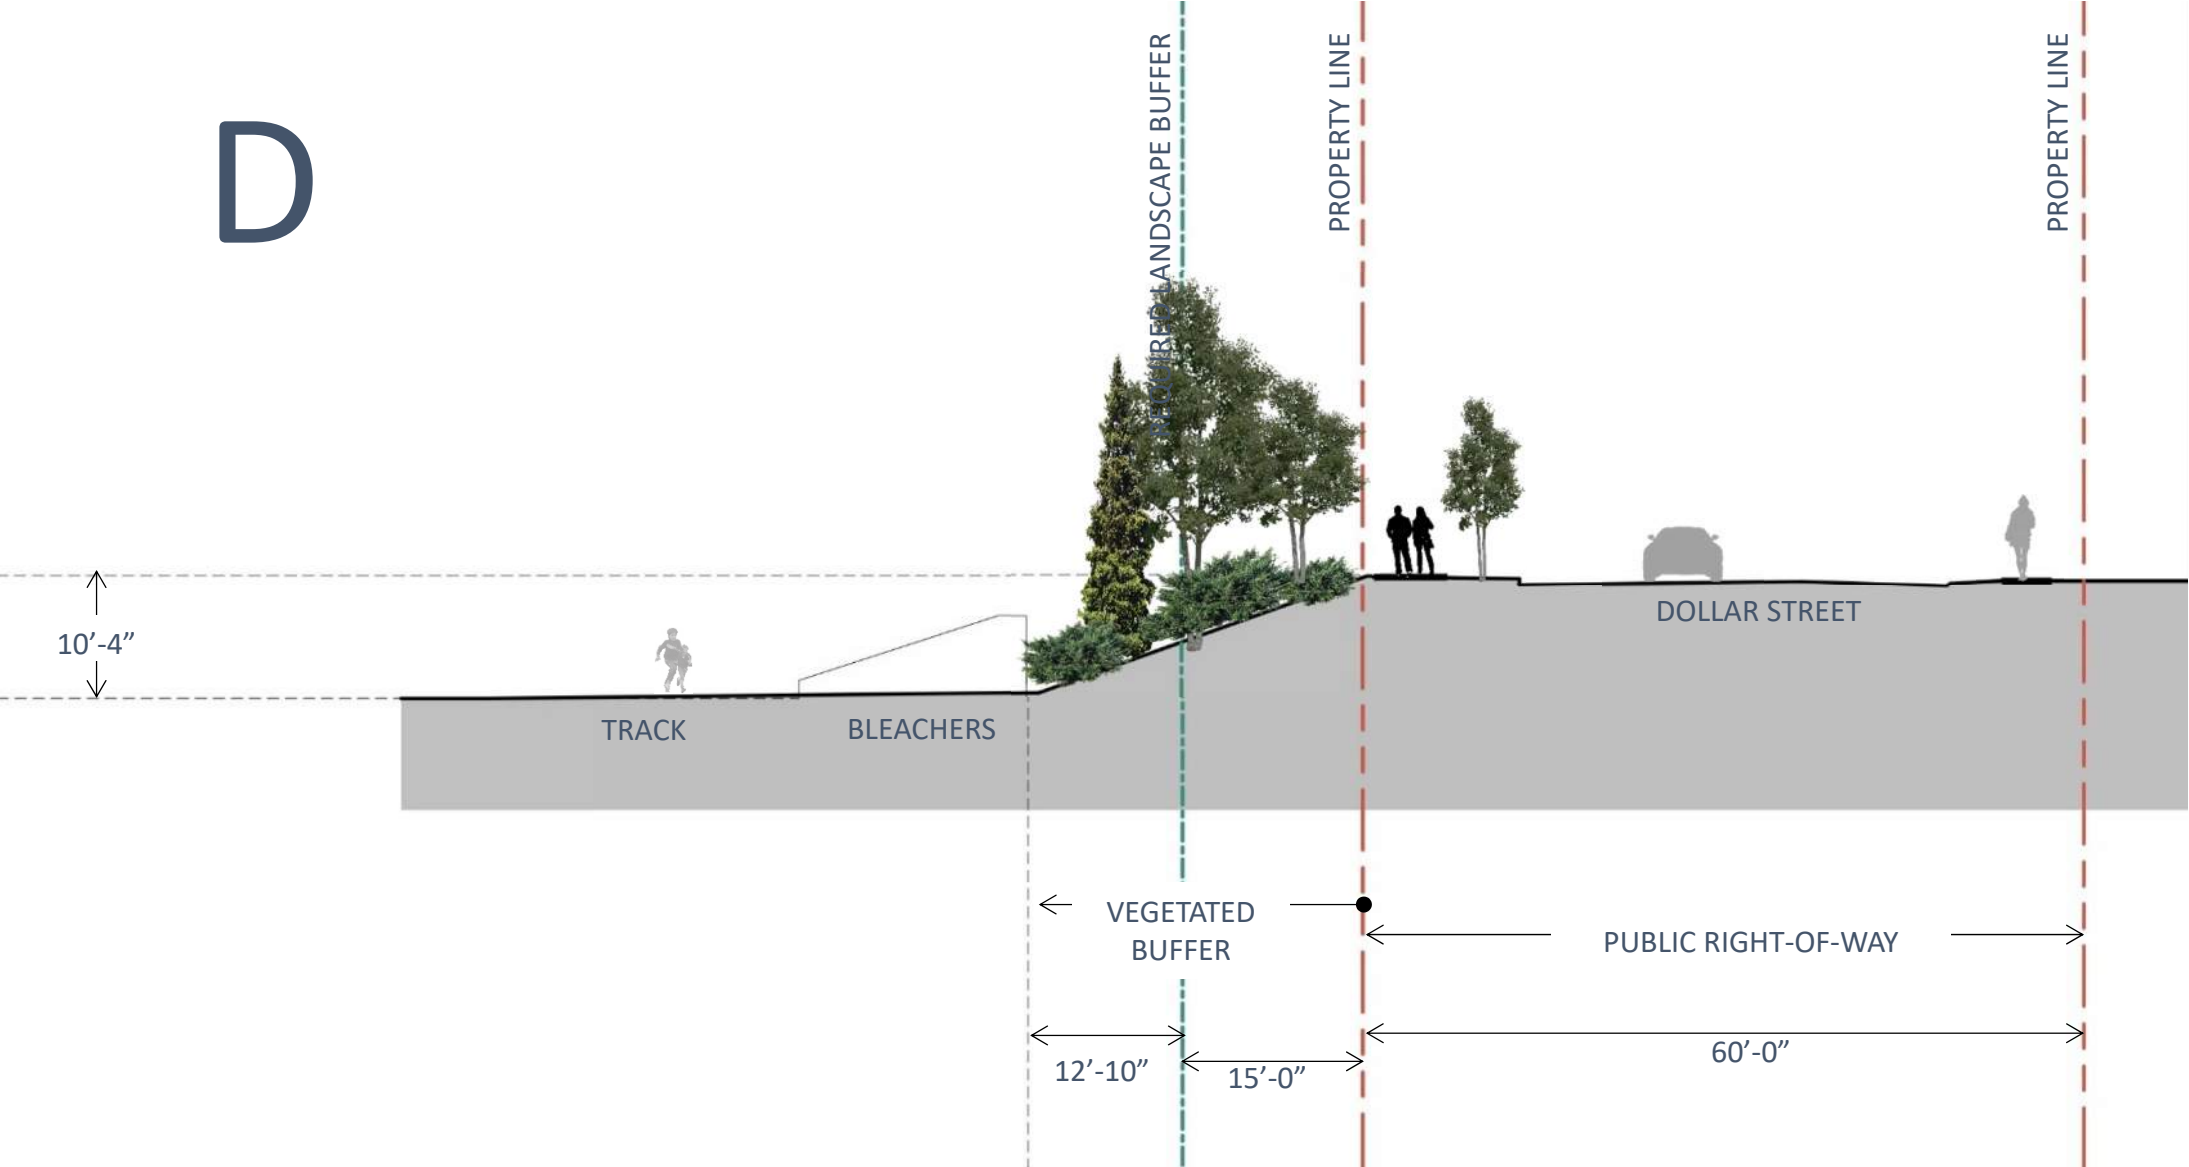 D
REQUIRED LANDSCAPE BUFFER
PROPERTY LINE
PROPERTY LINE
10’-4”
DOLLAR STREET
TRACK
BLEACHERS
VEGETATED
BUFFER
PUBLIC RIGHT-OF-WAY
12’-10”
15’-0”
60’-0”